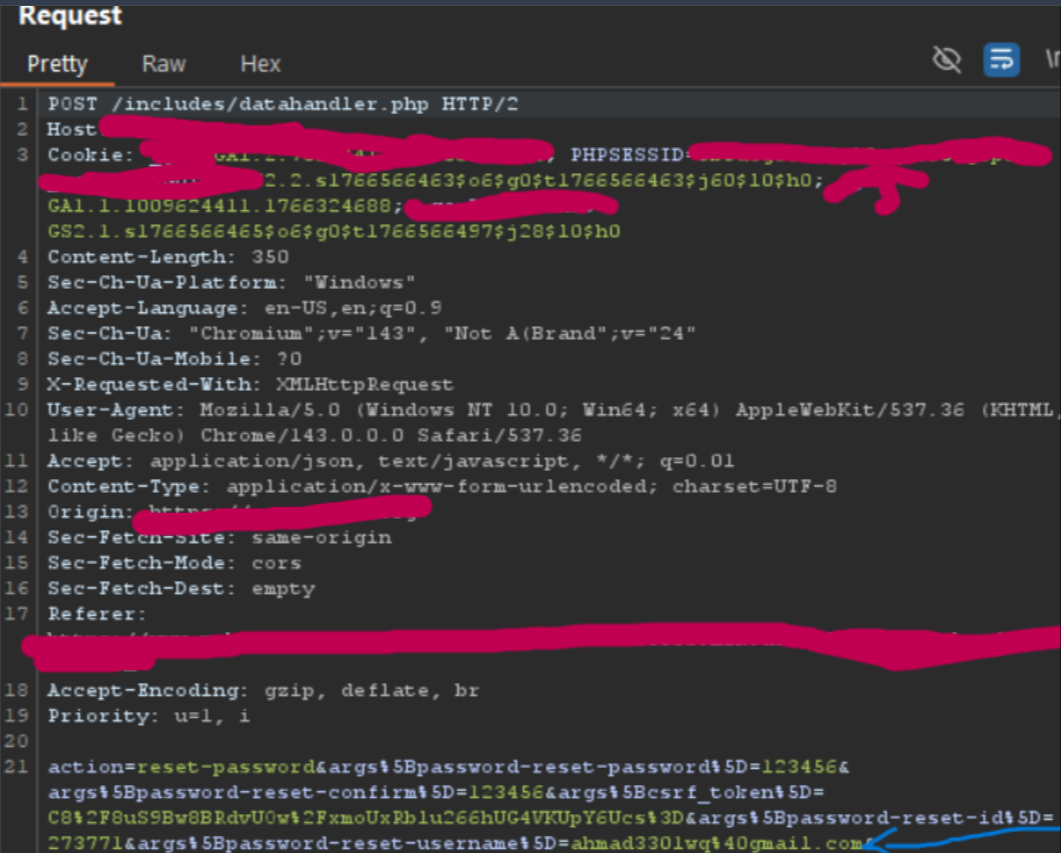 Request
Pretty Raw Hex
1 POST /includes/datahandler.php HTTP/2
2 Host
3 Cookie: PHPSESSID=
2.2.s1766566463$o6$g0$t1766566463$j60$l0$h0;
GA1.1.1009624411.1766324688;
GS2.1.s1766566465$o6$g0$t1766566497$j28$l0$h0
4 Content-Length: 350
5 Sec-Ch-Ua-Platform: "Windows"
6 Accept-Language: en-US,en;q=0.9
7 Sec-Ch-Ua: "Chromium";v="143", "Not A(Brand";v="24"
8 Sec-Ch-Ua-Mobile: ?0
9 X-Requested-With: XMLHttpRequest
10 User-Agent: Mozilla/5.0 (Windows NT 10.0; Win64; x64) AppleWebKit/537.36 (KHTML,
like Gecko) Chrome/143.0.0.0 Safari/537.36
11 Accept: application/json, text/javascript, */*; q=0.01
12 Content-Type: application/x-www-form-urlencoded; charset=UTF-8
13 Origin:
14 Sec-Fetch-Site: same-origin
15 Sec-Fetch-Mode: cors
16 Sec-Fetch-Dest: empty
17 Referer:
18 Accept-Encoding: gzip, deflate, br
19 Priority: u=1, i
20
21 action=reset-password&args%5Bpassword-reset-password%5D=123456&
args%5Bpassword-reset-confirm%5D=123456&args%5Bcsrf_token%5D=
C8%2F8uS9Bw8BRdvU0w%2FxmoUxRblu266hUG4VKUpY6Ucs%3D&args%5Bpassword-reset-id%5D=
273771&args%5Bpassword-reset-username%5D=ahmad330lwq%40gmail.com&